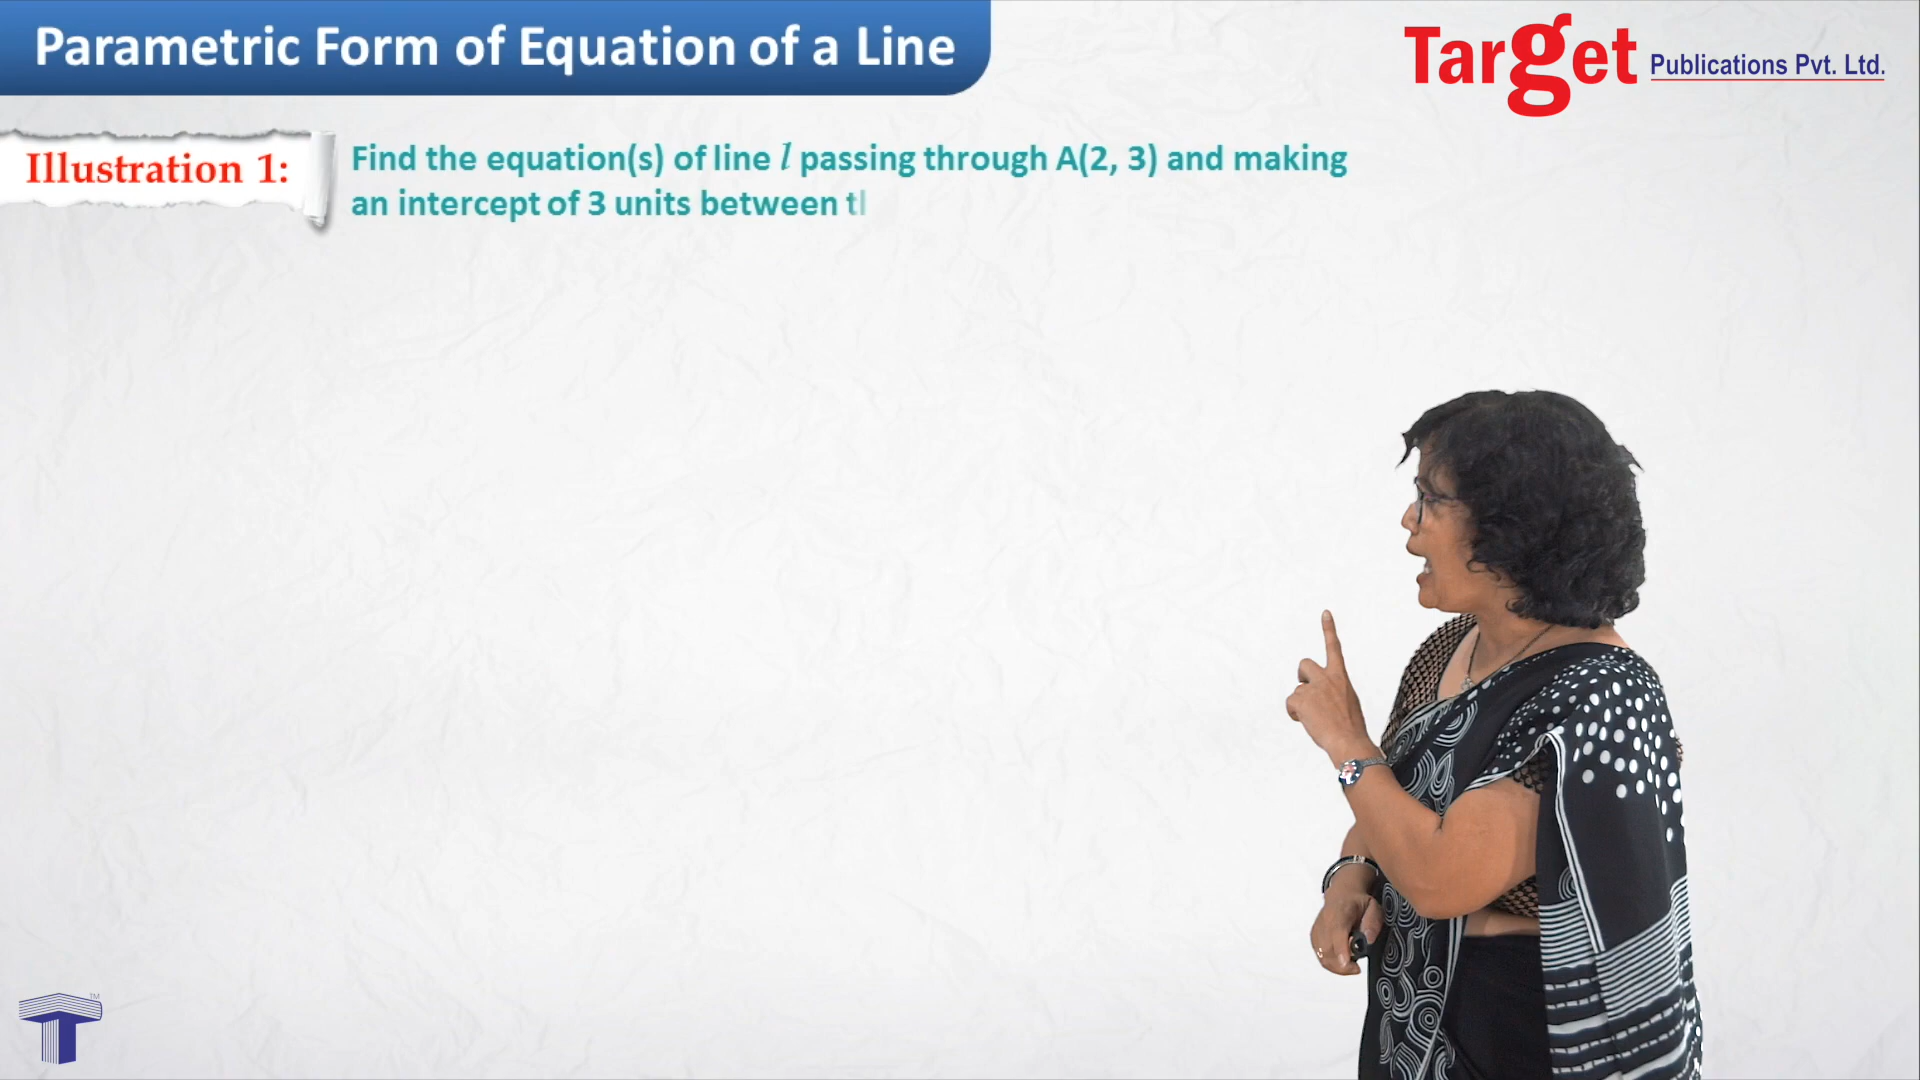 Parametric Form of Equation of a Line
Target Publications Pvt. Ltd.
Illustration 1:
Find the equation(s) of line l passing through A(2, 3) and making
an intercept of 3 units between
T
TM